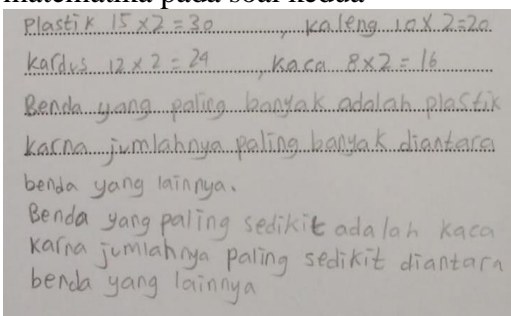 matematika pada soal kedua
Plastik 15 x 2 = 30, kaleng 10 x 2 = 20
kardus 12 x 2 = 24, kaca 8 x 2 = 16
Benda yang paling banyak adalah plastik
karna jumlahnya paling banyak diantara
benda yang lainnya.
Benda yang paling sedikit adalah kaca
karna jumlahnya paling sedikit diantara
benda yang lainnya